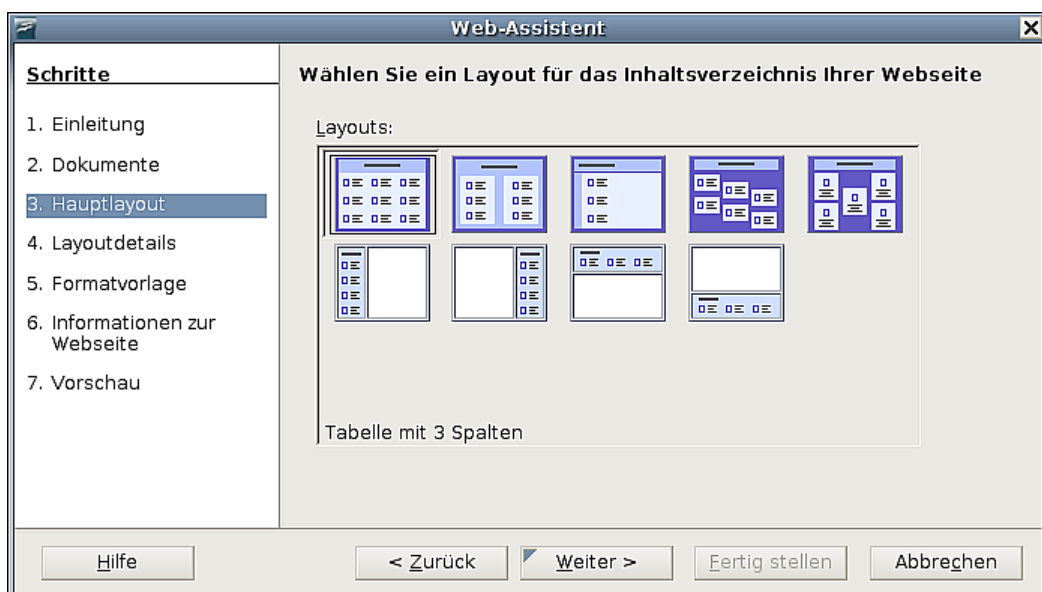 Web-Assistent
Schritte
1. Einleitung
2. Dokumente
3. Hauptlayout
4. Layoutdetails
5. Formatvorlage
6. Informationen zur
Webseite
7. Vorschau
Wählen Sie ein Layout für das Inhaltsverzeichnis Ihrer Webseite
Layouts:
Tabelle mit 3 Spalten
Hilfe
< Zurück
Weiter >
Fertig stellen
Abbrechen